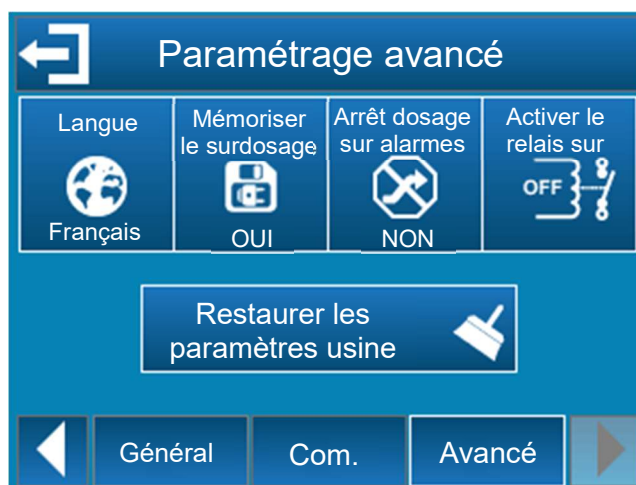 Paramétrage avancé
Langue
Français
Mémoriser
le surdosage
OUI
Arrêt dosage
sur alarmes
NON
Activer le
relais sur
OFF
Restaurer les
paramètres usine
Général
Com.
Avancé